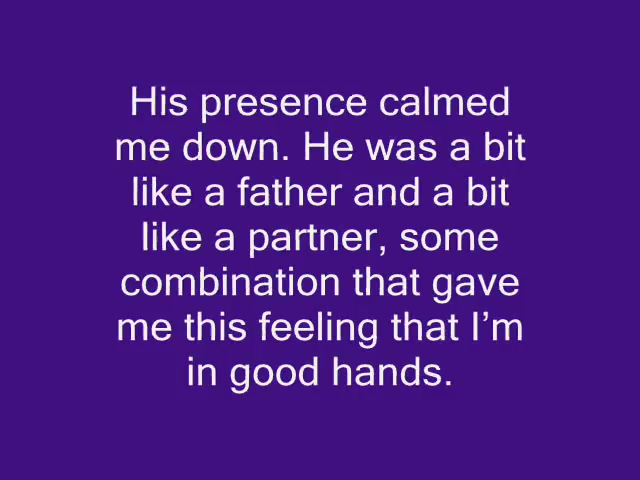 His presence calmed
me down. He was a bit
like a father and a bit
like a partner, some
combination that gave
me this feeling that I’m
in good hands.